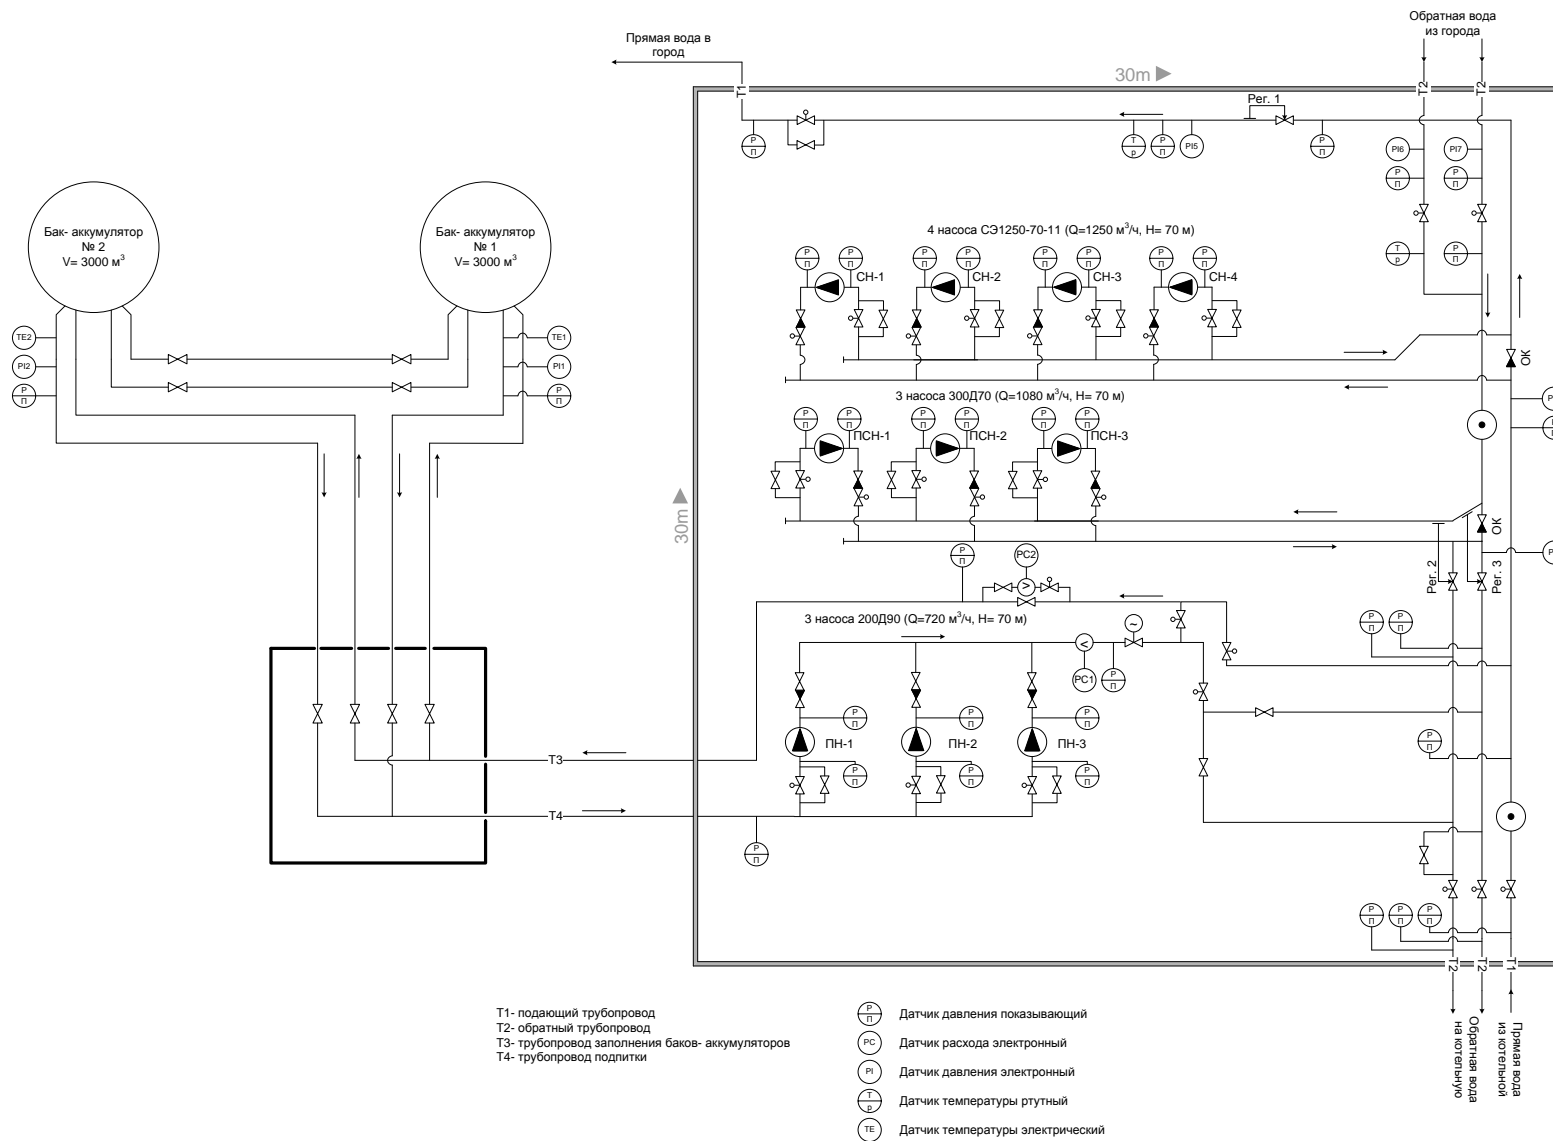 Прямая вода в
город
Обратная вода
из города
30m
T1
T2
T2
Рег. 1
Р
П
Р
П
Р
П
Т
р
PI5
Р
П
PI6
PI7
Р
П
Р
П
Т
р
Р
П
Бак- аккумулятор
№ 2
V= 3000 м³
Бак- аккумулятор
№ 1
V= 3000 м³
TE2
PI2
Р
П
TE1
PI1
Р
П
4 насоса СЭ1250-70-11 (Q=1250 м³/ч, Н= 70 м)
Р
П
Р
П
СН-1
Р
П
Р
П
СН-2
Р
П
Р
П
СН-3
Р
П
Р
П
СН-4
ОК
3 насоса 300Д70 (Q=1080 м³/ч, Н= 70 м)
Р
П
Р
П
ПСН-1
Р
П
Р
П
ПСН-2
Р
П
Р
П
ПСН-3
30m
ОК
Рег. 2
Рег. 3
Р
П
PC2
3 насоса 200Д90 (Q=720 м³/ч, Н= 70 м)
~
PC1
Р
П
Р
П
Р
П
Р
П
ПН-1
Р
П
ПН-2
Р
П
ПН-3
Р
П
Р
П
Р
П
Р
П
Т3
Т4
Р
П
Р
П
Р
П
Р
П
T2
T2
T1
Обратная вода
на котельную
Прямая вода
из котельной
Т1- подающий трубопровод
Т2- обратный трубопровод
Т3- трубопровод заполнения баков- аккумуляторов
Т4- трубопровод подпитки
Р
П
Датчик давления показывающий
PC
Датчик расхода электронный
PI
Датчик давления электронный
Т
р
Датчик температуры ртутный
TE
Датчик температуры электрический